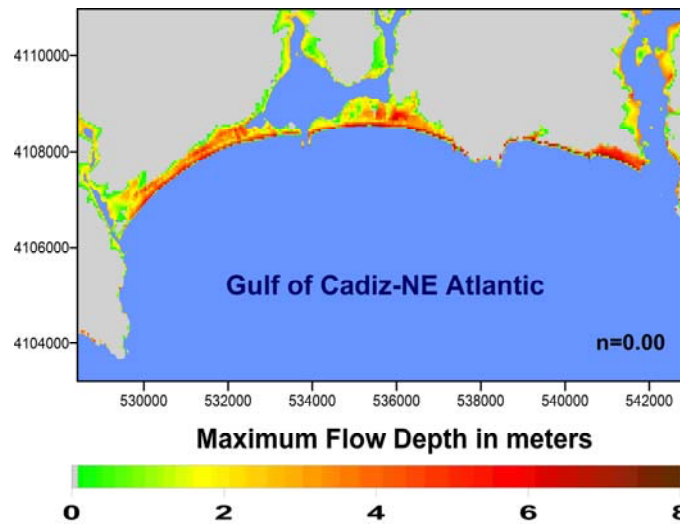 4110000
4108000
4106000
4104000
Gulf of Cadiz-NE Atlantic
n=0.00
530000 532000 534000 536000 538000 540000 542000
Maximum Flow Depth in meters
0 2 4 6 8